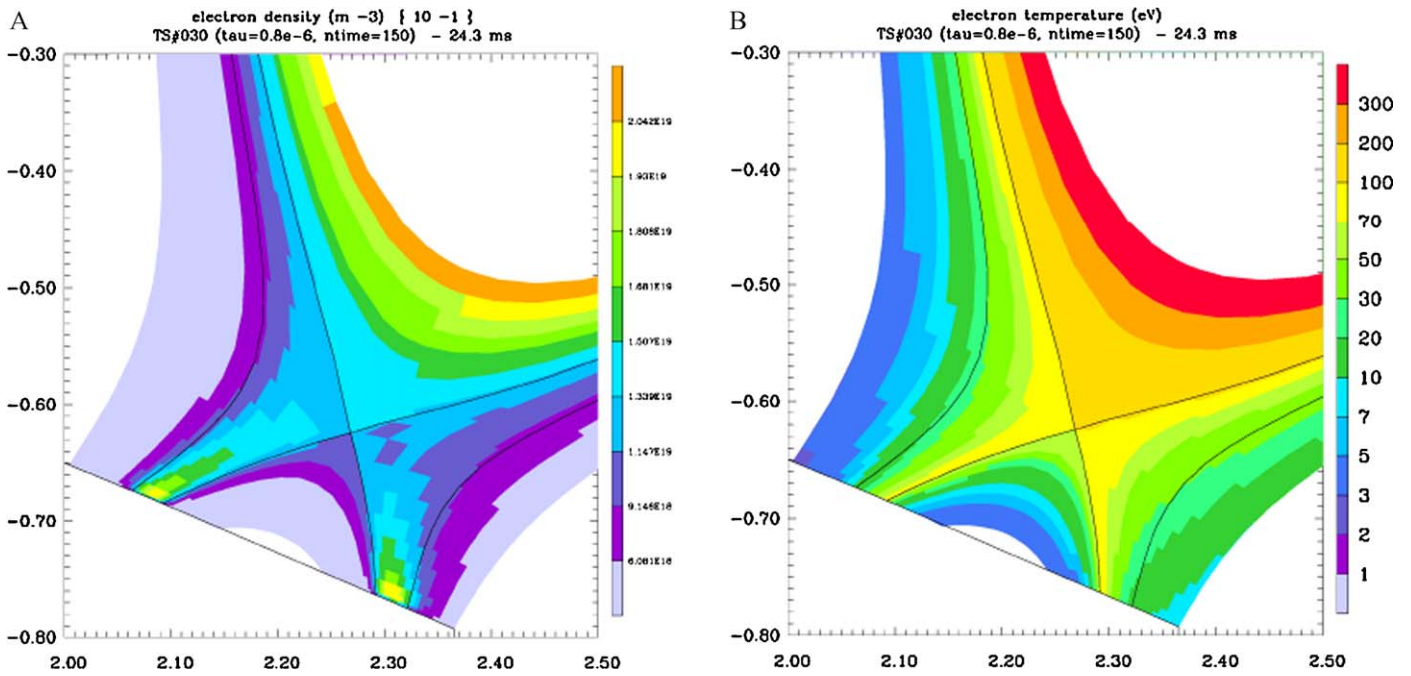 A
electron density (m -3) { 10 -1 }
TS#030 (tau=0.8e-6, ntime=150) - 24.3 ms
-0.30
-0.40
-0.50
-0.60
-0.70
-0.80
2.00
2.10
2.20
2.30
2.40
2.50
2.042E19
1.93E19
1.805E19
1.681E19
1.507E19
1.339E19
1.147E19
9.146E18
6.081E18
B
electron temperature (eV)
TS#030 (tau=0.8e-6, ntime=150) - 24.3 ms
-0.30
-0.40
-0.50
-0.60
-0.70
-0.80
2.00
2.10
2.20
2.30
2.40
2.50
300
200
100
70
50
30
20
10
7
5
3
2
1